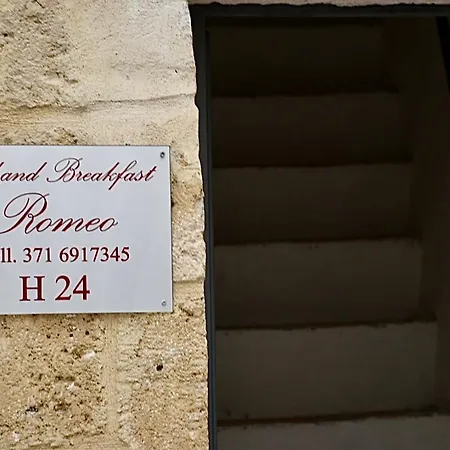 and Breakfast
Romeo
ll. 371 6917345
H 24